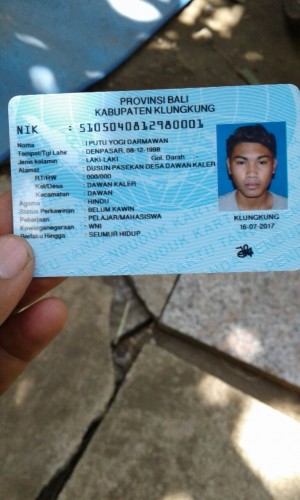 PROVINSI BALI
KABUPATEN KLUNGKUNG
NIK : 5105040812980001
Nama : I PUTU YOGI DARMAWAN
Tempat/Tgl Lahir : DENPASAR, 08-12-1998
Jenis kelamin : LAKI-LAKI Gol. Darah
Alamat : DUSUN PASEKAN DESA DAWAN KALER
RT/RW : 000/000
Kel/Desa : DAWAN KALER
Kecamatan : DAWAN
Agama : HINDU
Status Perkawinan : BELUM KAWIN
Pekerjaan : PELAJAR/MAHASISWA
Kewarganegaraan : WNI
Berlaku Hingga : SEUMUR HIDUP
KLUNGKUNG
16-07-2017